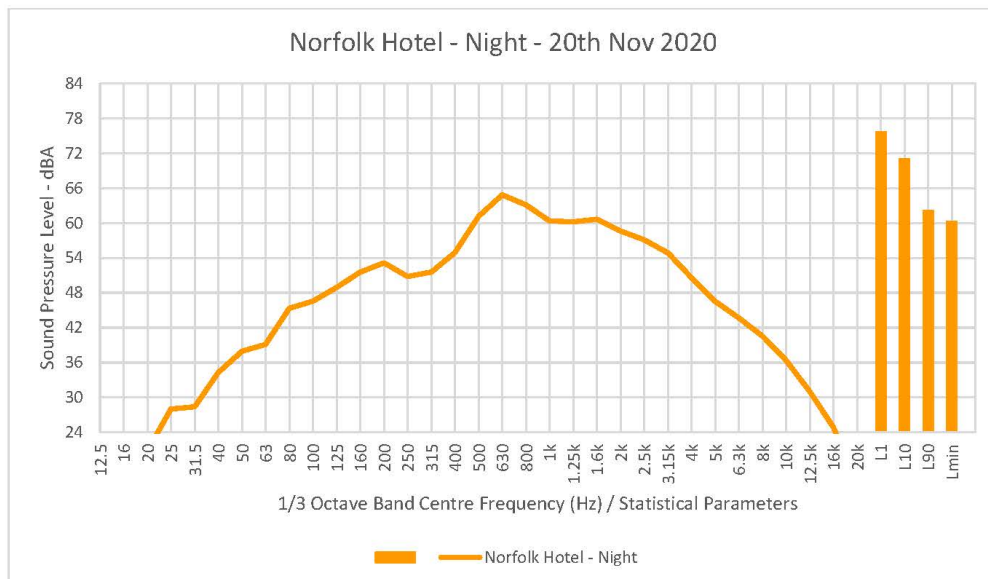 Norfolk Hotel - Night - 20th Nov 2020
84
78
72
66
60
54
48
42
36
30
24
Sound Pressure Level - dBA
12.5
16
20
25
31.5
40
50
63
80
100
125
160
200
250
315
400
500
630
800
1k
1.25k
1.6k
2k
2.5k
3.15k
4k
5k
6.3k
8k
10k
12.5k
16k
20k
L1
L10
L90
Lmin
1/3 Octave Band Centre Frequency (Hz) / Statistical Parameters
Norfolk Hotel - Night